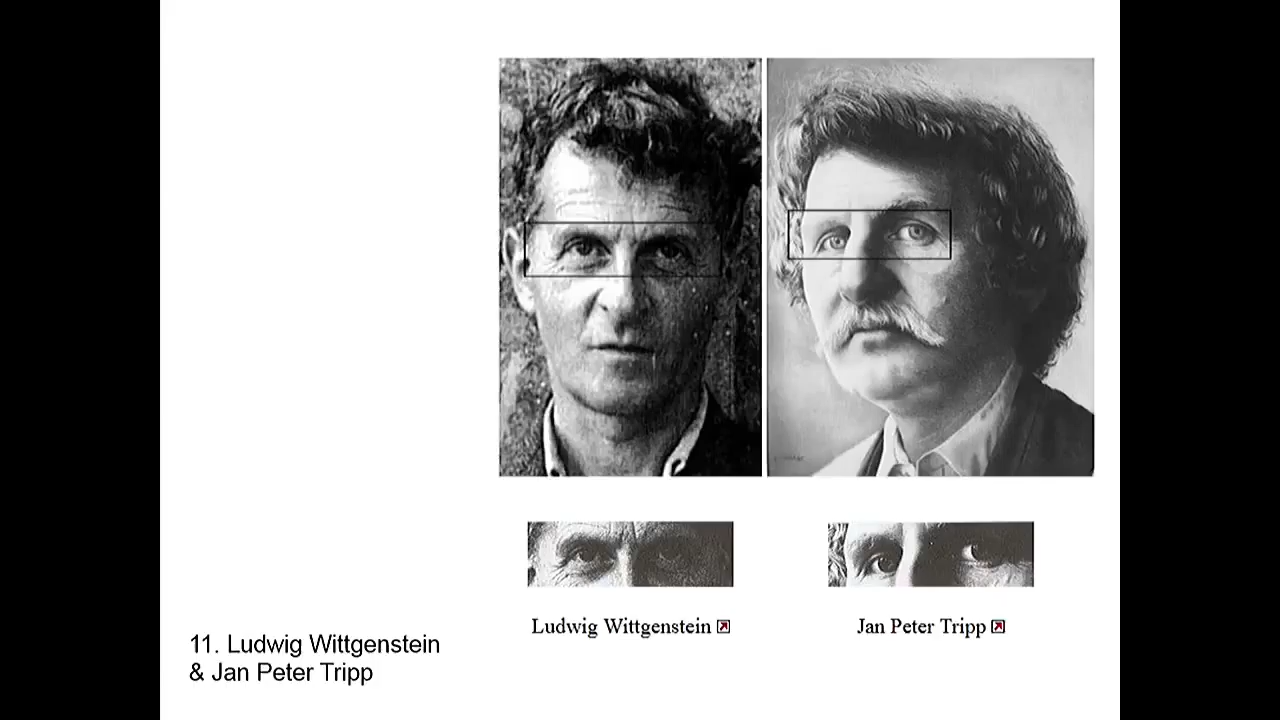 Ludwig Wittgenstein
Jan Peter Tripp
11. Ludwig Wittgenstein
& Jan Peter Tripp